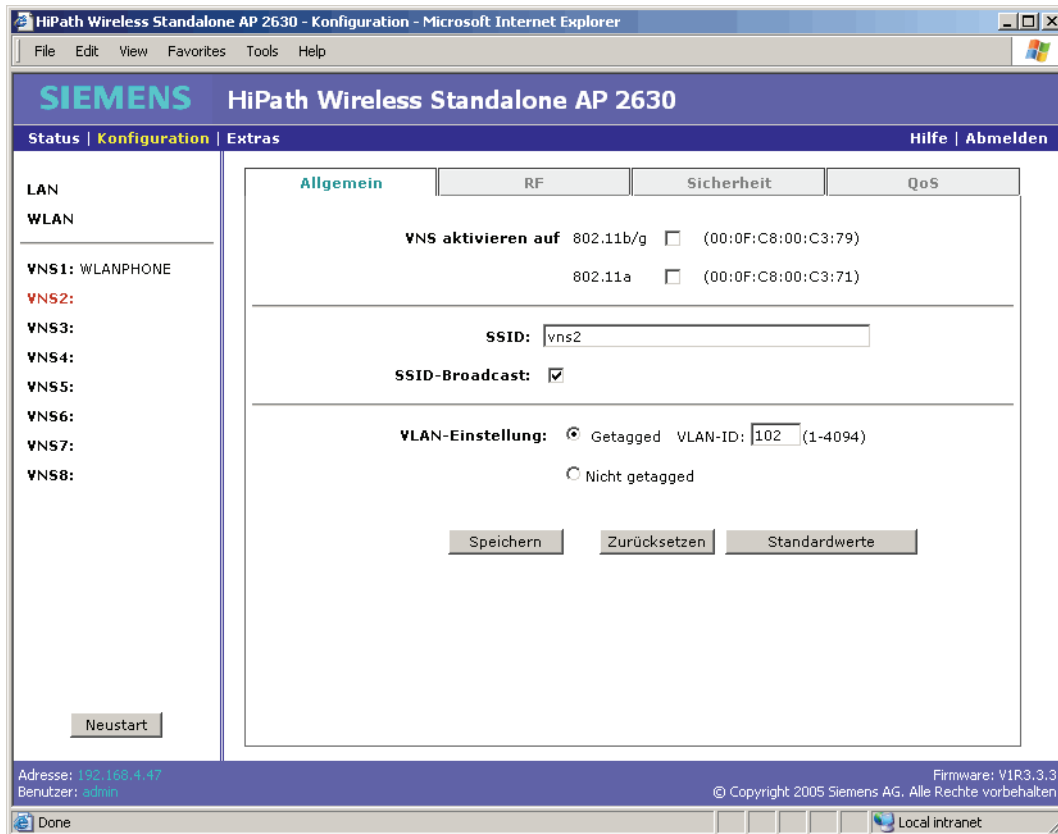 HiPath Wireless Standalone AP 2630 - Konfiguration - Microsoft Internet Explorer
File Edit View Favorites Tools Help
SIEMENS HiPath Wireless Standalone AP 2630
Status | Konfiguration | Extras Hilfe | Abmelden
LAN
WLAN
VNS1: WLANPHONE
VNS2:
VNS3:
VNS4:
VNS5:
VNS6:
VNS7:
VNS8:
Neustart
Allgemein RF Sicherheit QoS
VNS aktivieren auf 802.11b/g (00:0F:C8:00:C3:79)
802.11a (00:0F:C8:00:C3:71)
SSID: vns2
SSID-Broadcast:
VLAN-Einstellung: Getagged VLAN-ID: 102 (1-4094)
Nicht getagged
Speichern Zurücksetzen Standardwerte
Adresse: 192.168.4.47 Firmware: V1R3.3.3
Benutzer: admin © Copyright 2005 Siemens AG. Alle Rechte vorbehalten
Done Local intranet